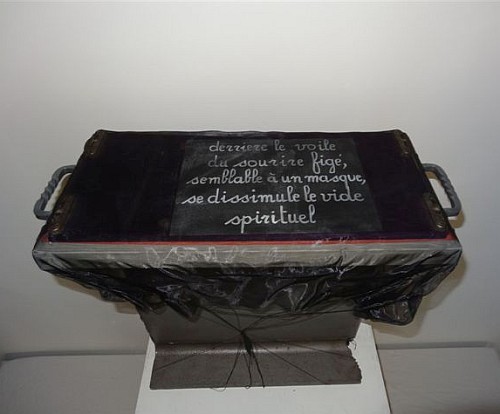 derriere le voile
du sourire figé,
semblable à un masque,
se dissimule le vide
spirituel